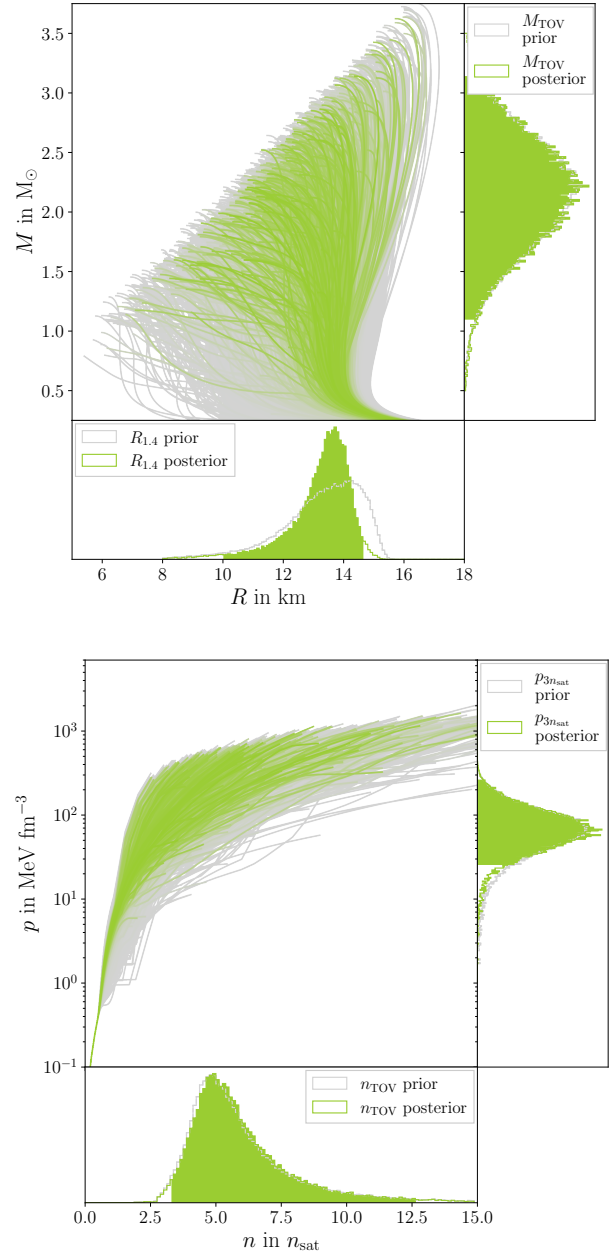 3.5
3.0
2.5
2.0
1.5
1.0
0.5
M in M⊙
M_TOV
prior
M_TOV
posterior
R_1.4 prior
R_1.4 posterior
6 8 10 12 14 16 18
R in km
10^3
10^2
10^1
10^0
10^−1
p in MeV fm^−3
p_3n_sat
prior
p_3n_sat
posterior
n_TOV prior
n_TOV posterior
0.0 2.5 5.0 7.5 10.0 12.5 15.0
n in n_sat